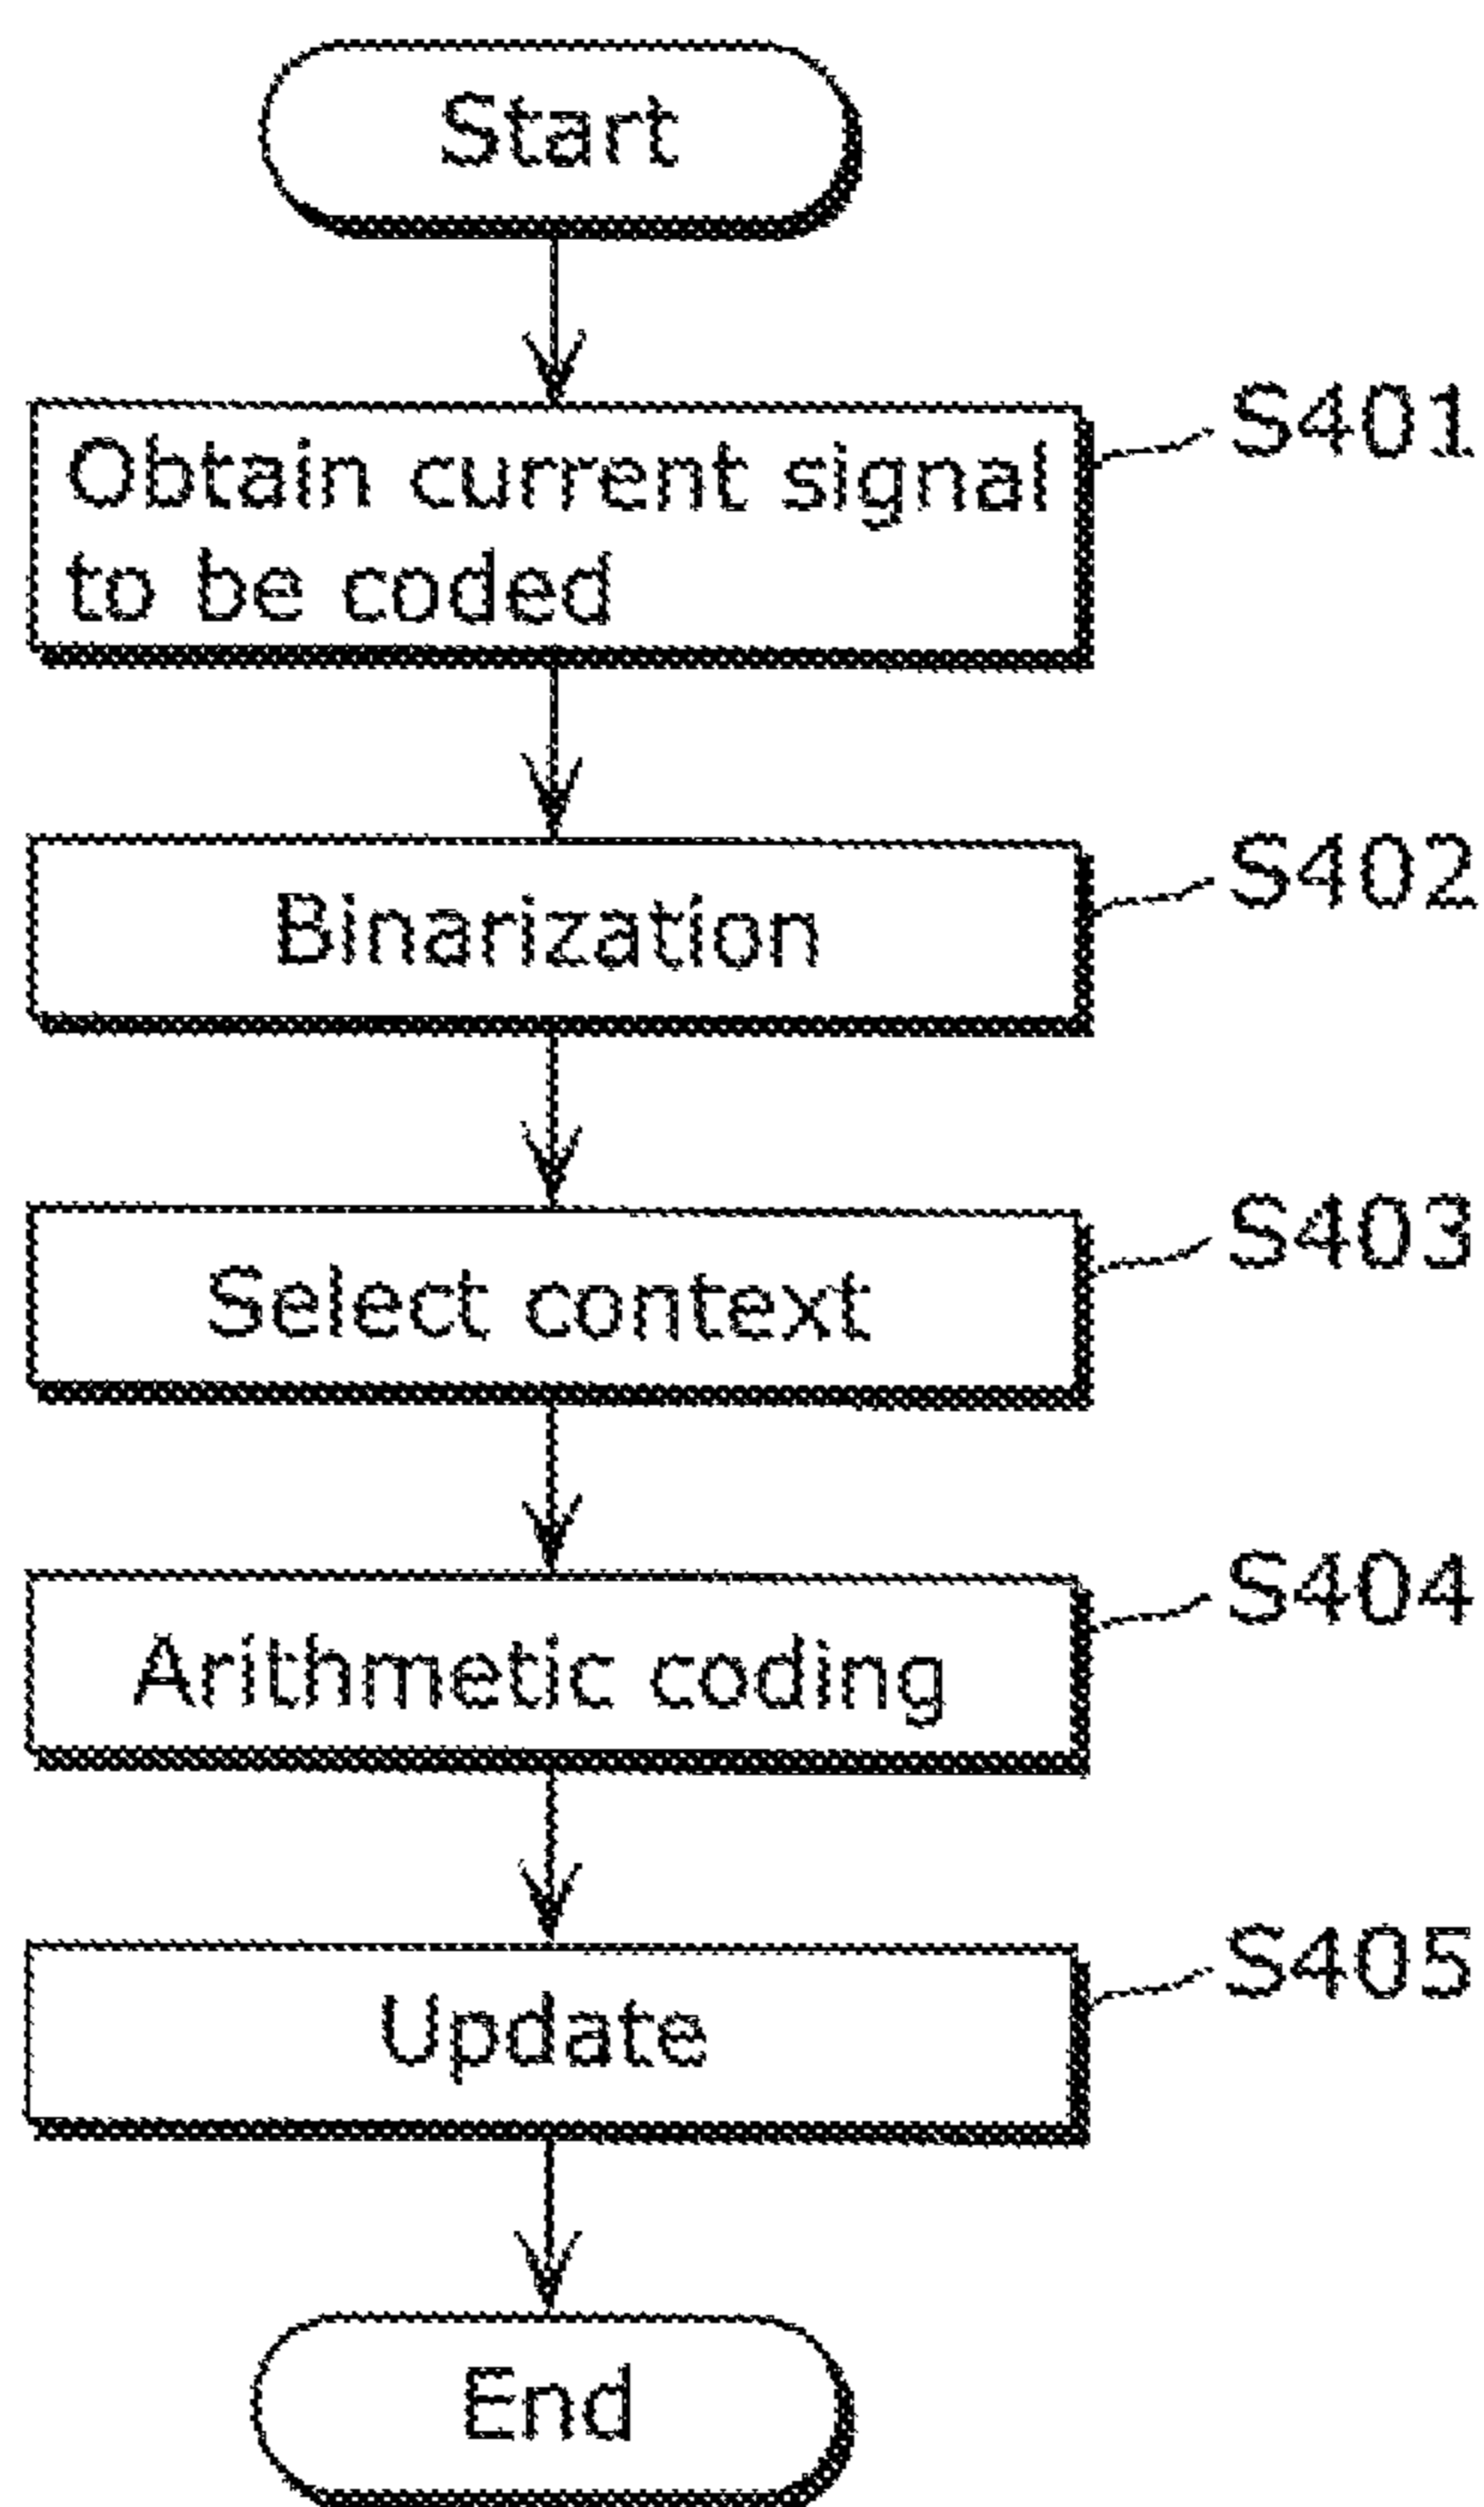 Start
Obtain current signal
to be coded
S401
Binarization
S402
Select context
S403
Arithmetic coding
S404
Update
S405
End